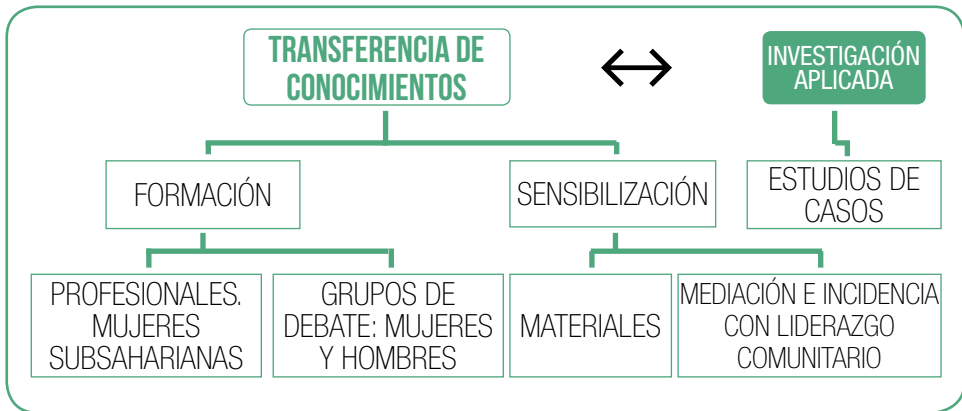 TRANSFERENCIA DE
CONOCIMIENTOS
INVESTIGACIÓN
APLICADA
FORMACIÓN
SENSIBILIZACIÓN
ESTUDIOS DE
CASOS
PROFESIONALES.
MUJERES
SUBSAHARIANAS
GRUPOS DE
DEBATE: MUJERES
Y HOMBRES
MATERIALES
MEDIACIÓN E INCIDENCIA
CON LIDERAZGO
COMUNITARIO